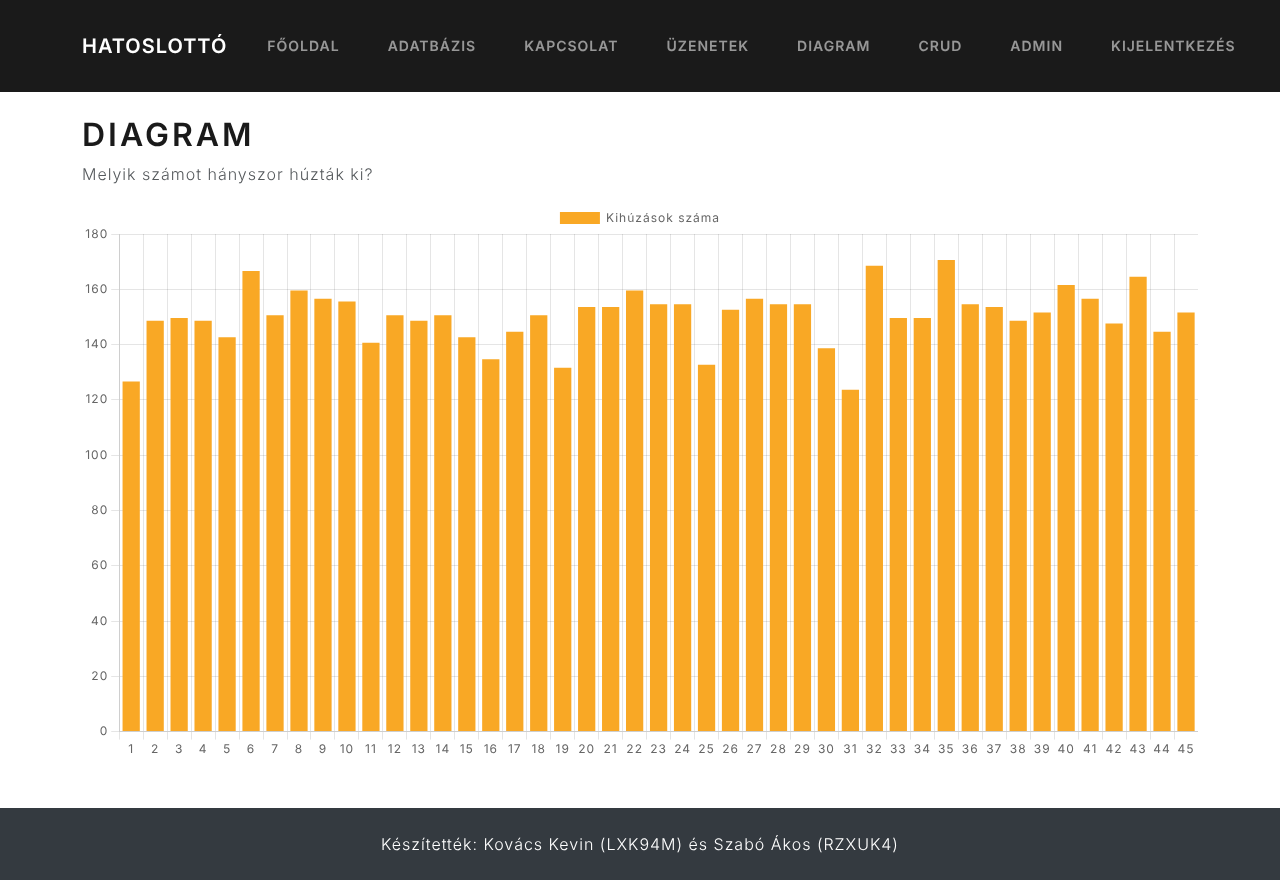 HATOSLOTTÓ FŐOLDAL ADATBÁZIS KAPCSOLAT ÜZENETEK DIAGRAM CRUD ADMIN KIJELENTKEZÉS
DIAGRAM
Melyik számot hányszor húzták ki?
Kihúzások száma
180
160
140
120
100
80
60
40
20
0
1 2 3 4 5 6 7 8 9 10 11 12 13 14 15 16 17 18 19 20 21 22 23 24 25 26 27 28 29 30 31 32 33 34 35 36 37 38 39 40 41 42 43 44 45
Készítették: Kovács Kevin (LXK94M) és Szabó Ákos (RZXUK4)